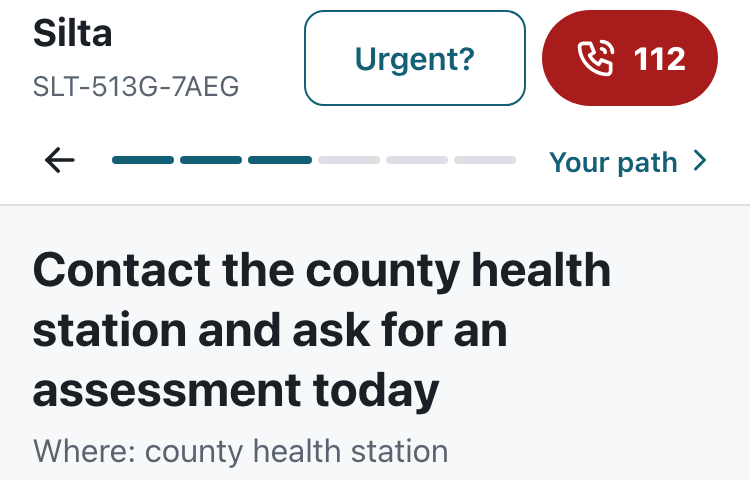 Silta
SLT-513G-7AEG
Urgent?
112
Your path
Contact the county health
station and ask for an
assessment today
Where: county health station